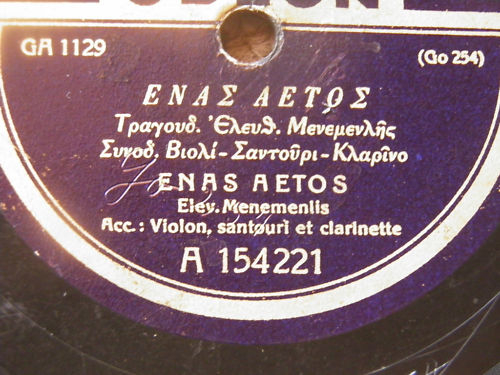 GA 1129
(Go 254)
ΕΝΑΣ ΑΕΤΟΣ
Τραγουδ. Ἐλευθ. Μενεμενλῆς
Συνοδ. Βιολί-Σαντοῦρι-Κλαρῖνο
ENAS AETOS
Elev. Menemenlis
Acc.: Violon, santouri et clarinette
A 154221